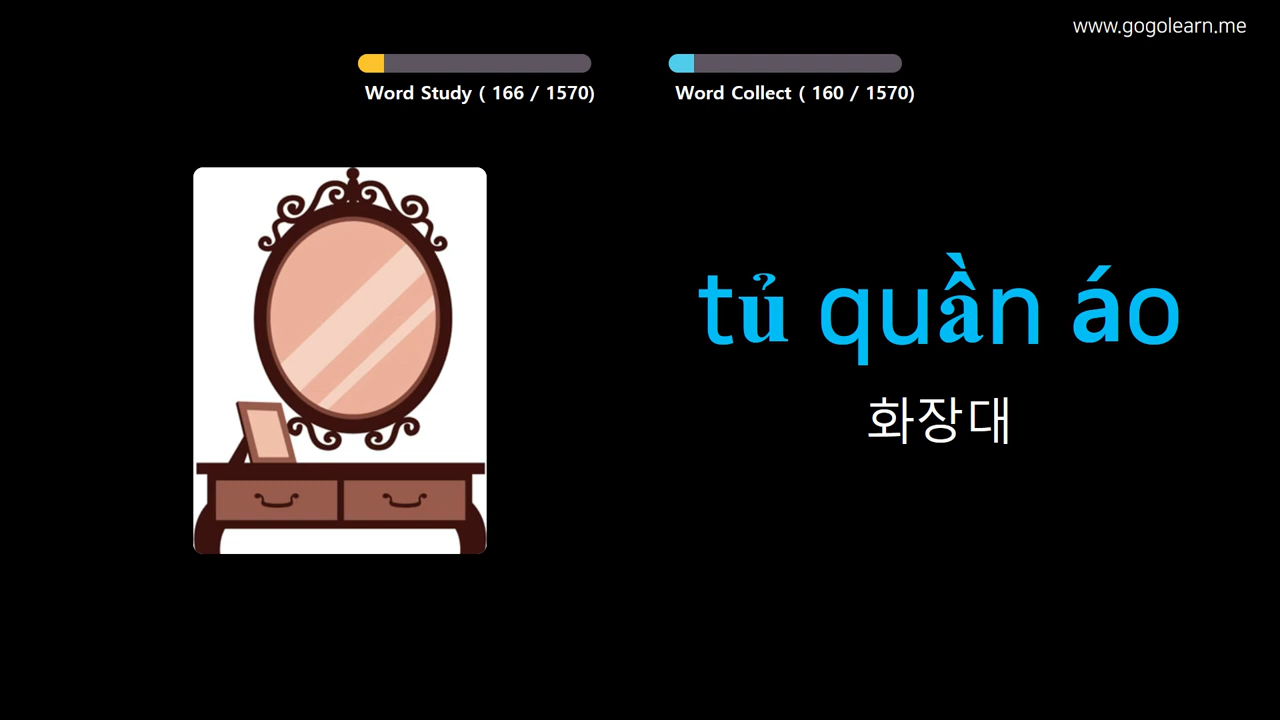 www.gogolearn.me
Word Study ( 166 / 1570)
Word Collect ( 160 / 1570)
tủ quần áo
화장대